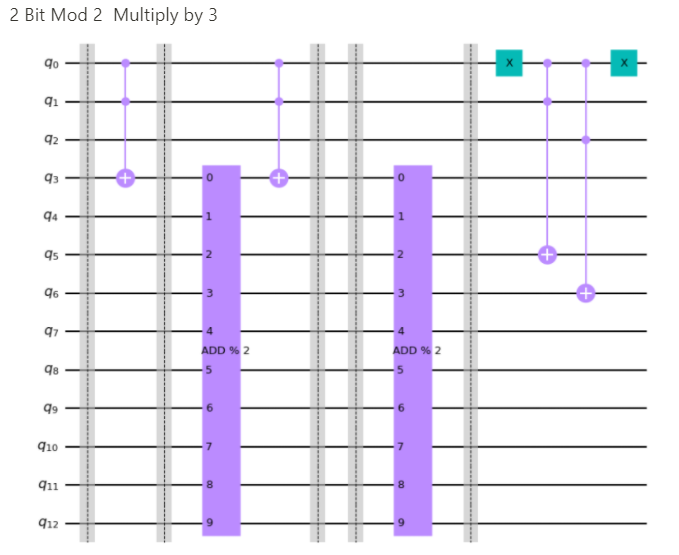 2 Bit Mod 2 Multiply by 3
q₀ X X
q₁
q₂
q₃ 0 0
q₄ 1 1
q₅ 2 2
q₆ 3 3
q₇ 4 4
ADD % 2 ADD % 2
q₈ 5 5
q₉ 6 6
q₁₀ 7 7
q₁₁ 8 8
q₁₂ 9 9